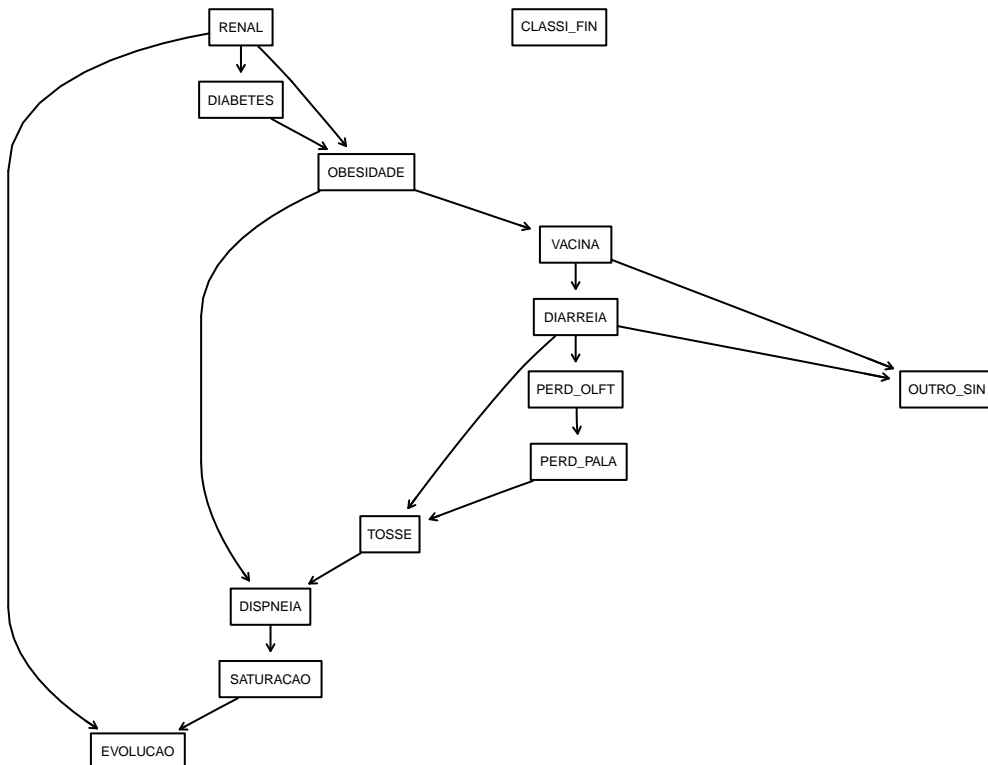 RENAL
CLASSI_FIN
DIABETES
OBESIDADE
VACINA
DIARREIA
PERD_OLFT
OUTRO_SIN
PERD_PALA
TOSSE
DISPNEIA
SATURACAO
EVOLUCAO